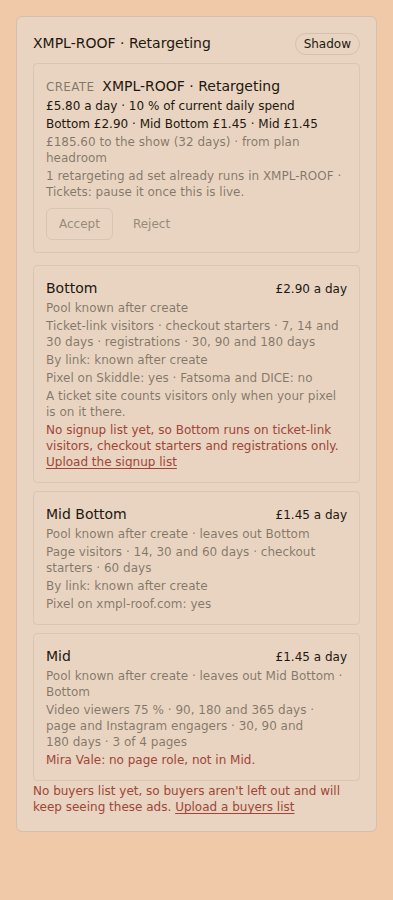 XMPL-ROOF · Retargeting
Shadow
CREATE XMPL-ROOF · Retargeting
£5.80 a day · 10 % of current daily spend
Bottom £2.90 · Mid Bottom £1.45 · Mid £1.45
£185.60 to the show (32 days) · from plan
headroom
1 retargeting ad set already runs in XMPL-ROOF ·
Tickets: pause it once this is live.
Accept
Reject
Bottom
£2.90 a day
Pool known after create
Ticket-link visitors · checkout starters · 7, 14 and
30 days · registrations · 30, 90 and 180 days
By link: known after create
Pixel on Skiddle: yes · Fatsoma and DICE: no
A ticket site counts visitors only when your pixel
is on it there.
No signup list yet, so Bottom runs on ticket-link
visitors, checkout starters and registrations only.
Upload the signup list
Mid Bottom
£1.45 a day
Pool known after create · leaves out Bottom
Page visitors · 14, 30 and 60 days · checkout
starters · 60 days
By link: known after create
Pixel on xmpl-roof.com: yes
Mid
£1.45 a day
Pool known after create · leaves out Mid Bottom ·
Bottom
Video viewers 75 % · 90, 180 and 365 days ·
page and Instagram engagers · 30, 90 and
180 days · 3 of 4 pages
Mira Vale: no page role, not in Mid.
No buyers list yet, so buyers aren't left out and will
keep seeing these ads. Upload a buyers list